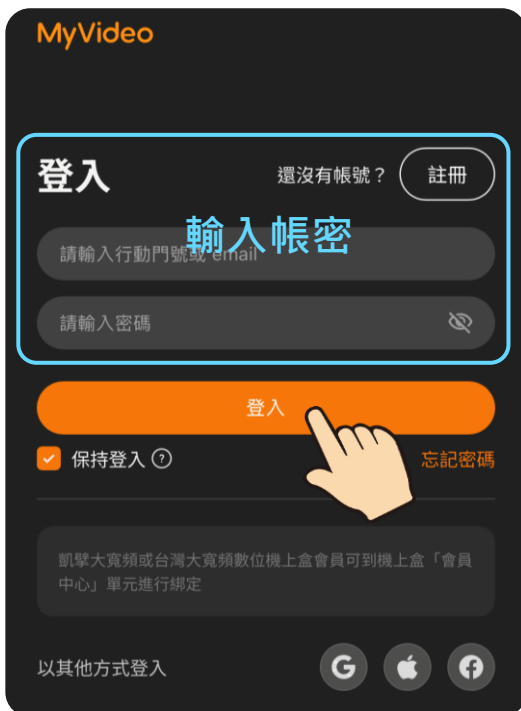 MyVideo
登入
還沒有帳號？
註冊
輸入帳密
請輸入行動門號或 email
請輸入密碼
登入
保持登入
忘記密碼
凱擘大寬頻或台灣大寬頻數位機上盒會員可到機上盒「會員
中心」單元進行綁定
以其他方式登入